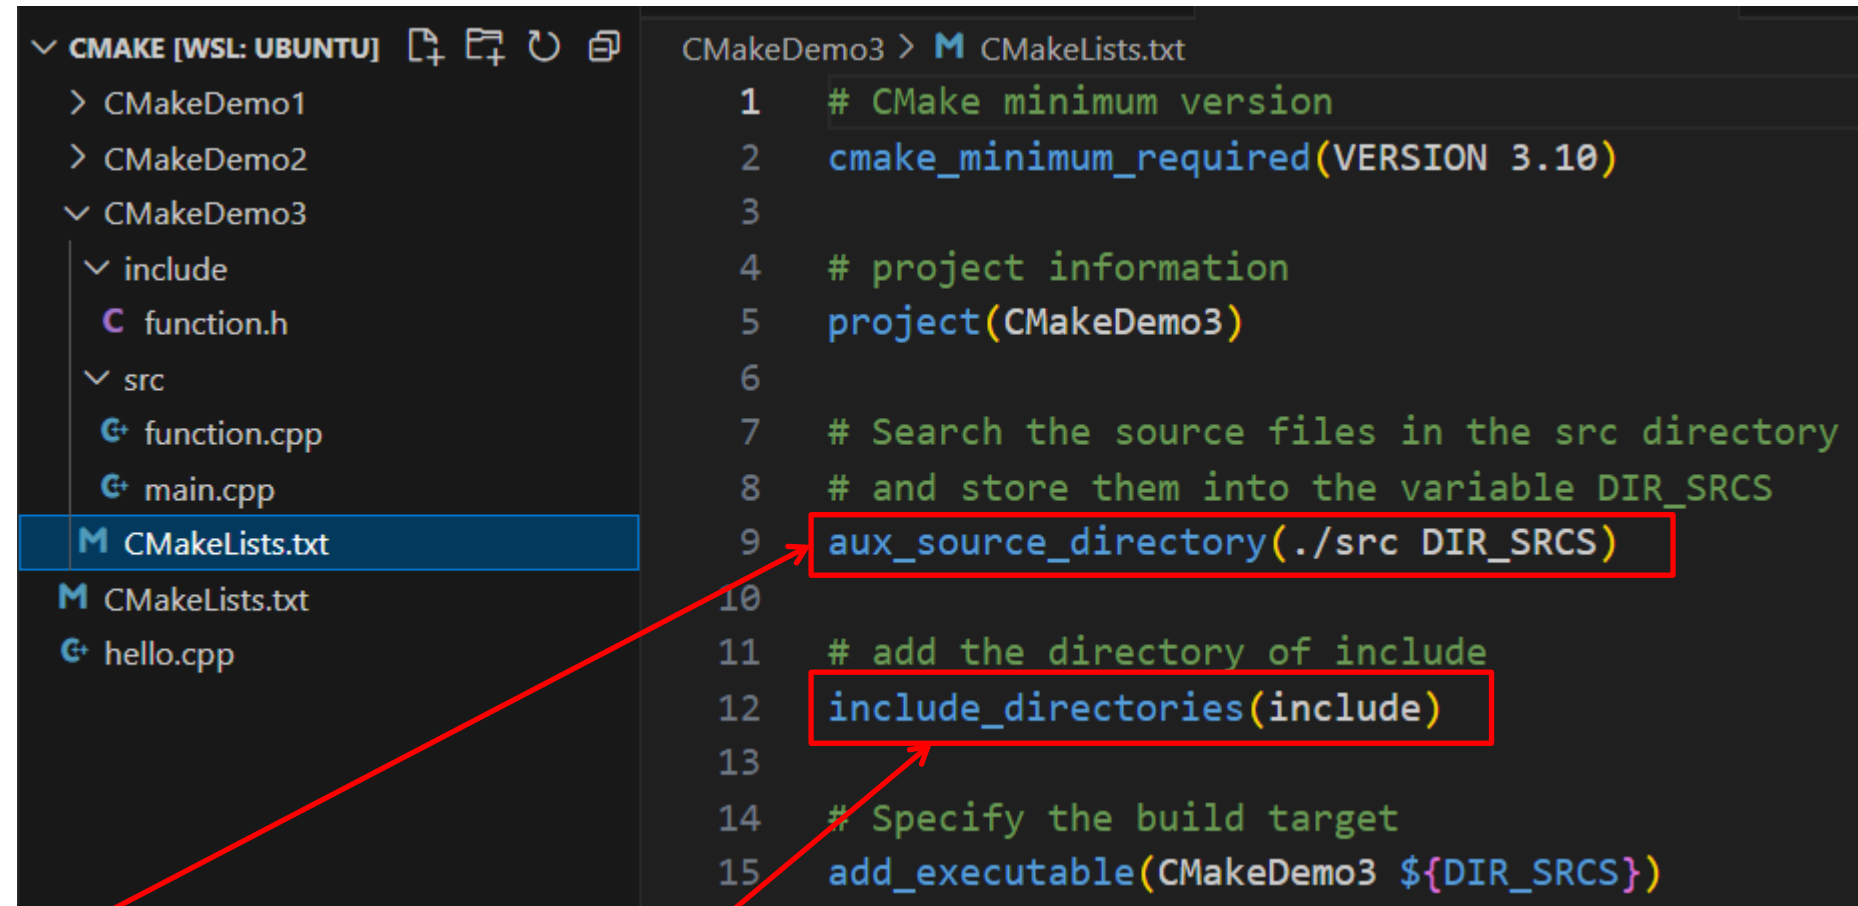 CMAKE [WSL: UBUNTU]
CMakeDemo1
CMakeDemo2
CMakeDemo3
include
C function.h
src
function.cpp
main.cpp
M CMakeLists.txt
M CMakeLists.txt
hello.cpp
CMakeDemo3 > M CMakeLists.txt
1 # CMake minimum version
2 cmake_minimum_required(VERSION 3.10)
3
4 # project information
5 project(CMakeDemo3)
6
7 # Search the source files in the src directory
8 # and store them into the variable DIR_SRCS
9 aux_source_directory(./src DIR_SRCS)
10
11 # add the directory of include
12 include_directories(include)
13
14 # Specify the build target
15 add_executable(CMakeDemo3 ${DIR_SRCS})